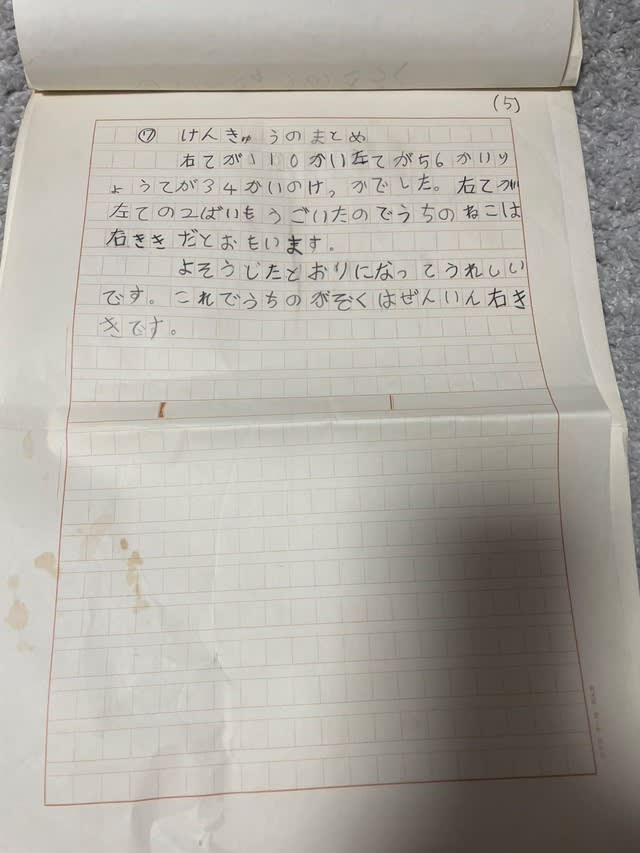 (5)
⑦ けんきゅうのまとめ
右てが110かい左てが56かいり
ょうてが34かいのけっかでした。右てが
左ての2ばいもうごいたのでうちのねこは
右ききだとおもいます。
よそうしたとおりになってうれしい
です。これでうちのかぞくはぜんいん右き
きです。